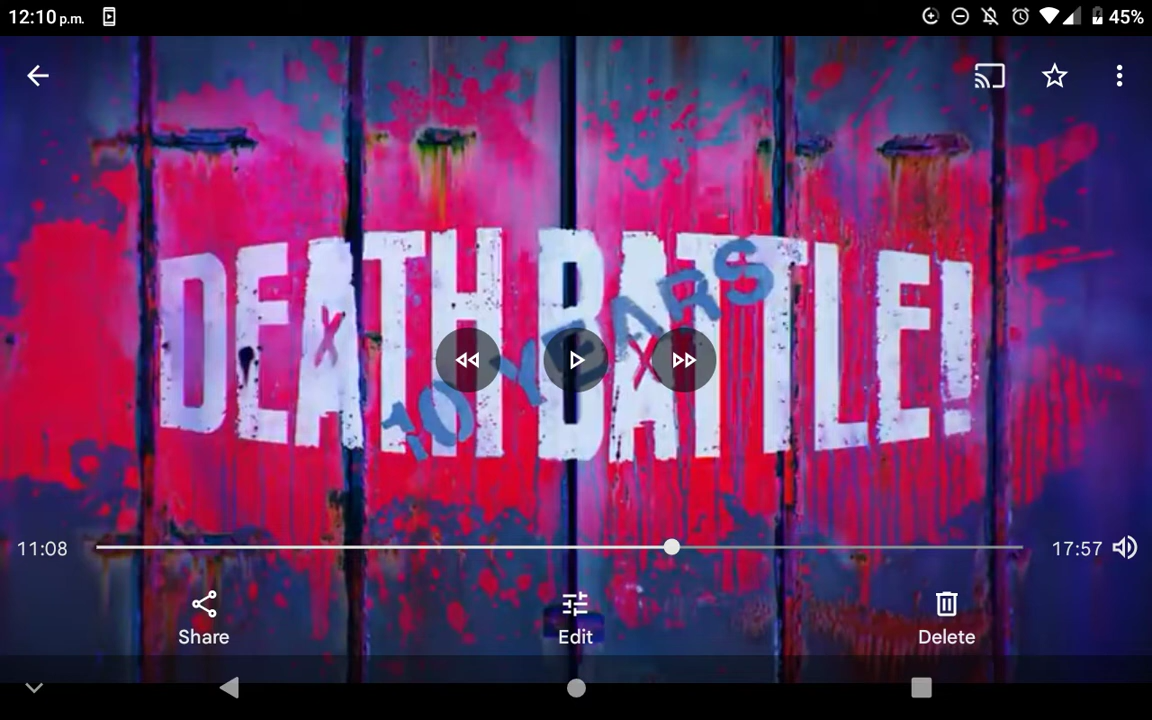 12:10 p.m.
45%
DEATH BATTLE!
10 YEARS
11:08
17:57
Share
Edit
Delete